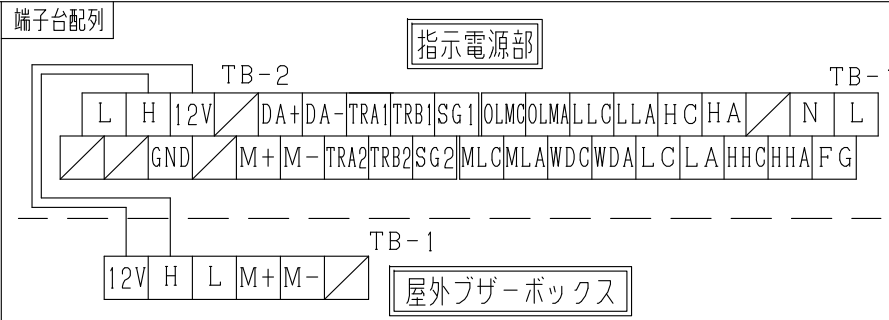 端子台配列
指示電源部
TB-2 TB-1
L H 12V DA+ DA- TRA1 TRB1 SG1 OLMC OLMA LLC LLA HC HA N L
GND M+ M- TRA2 TRB2 SG2 MLC MLA WDC WDA LC LA HHC HHA FG
TB-1
12V H L M+ M-
屋外ブザーボックス